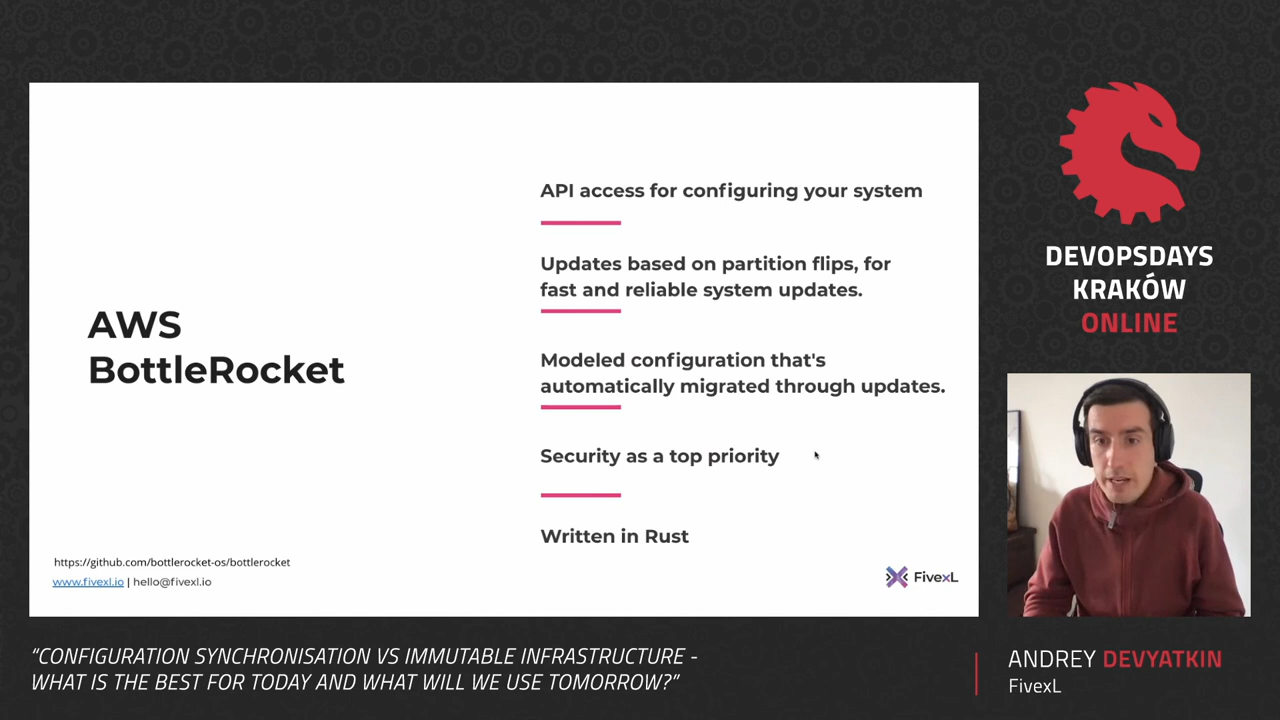 AWS
BottleRocket
API access for configuring your system
Updates based on partition flips, for
fast and reliable system updates.
Modeled configuration that's
automatically migrated through updates.
Security as a top priority
Written in Rust
https://github.com/bottlerocket-os/bottlerocket
www.fivexl.io | hello@fivexl.io
FivexL
DEVOPSDAYS
KRAKÓW
ONLINE
“CONFIGURATION SYNCHRONISATION VS IMMUTABLE INFRASTRUCTURE -
WHAT IS THE BEST FOR TODAY AND WHAT WILL WE USE TOMORROW?”
ANDREY DEVYATKIN
FivexL